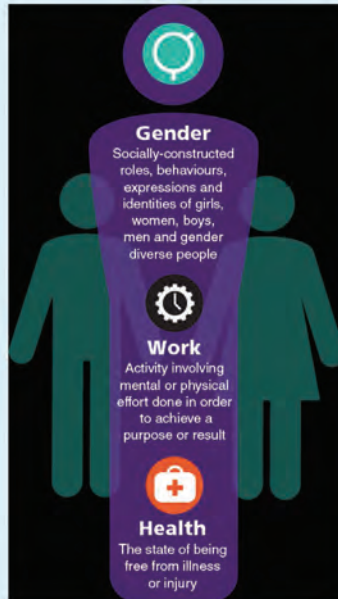 Gender
Socially-constructed
roles, behaviours,
expressions and
identities of girls,
women, boys,
men and gender
diverse people
Work
Activity involving
mental or physical
effort done in order
to achieve a
purpose or result
Health
The state of being
free from illness
or injury